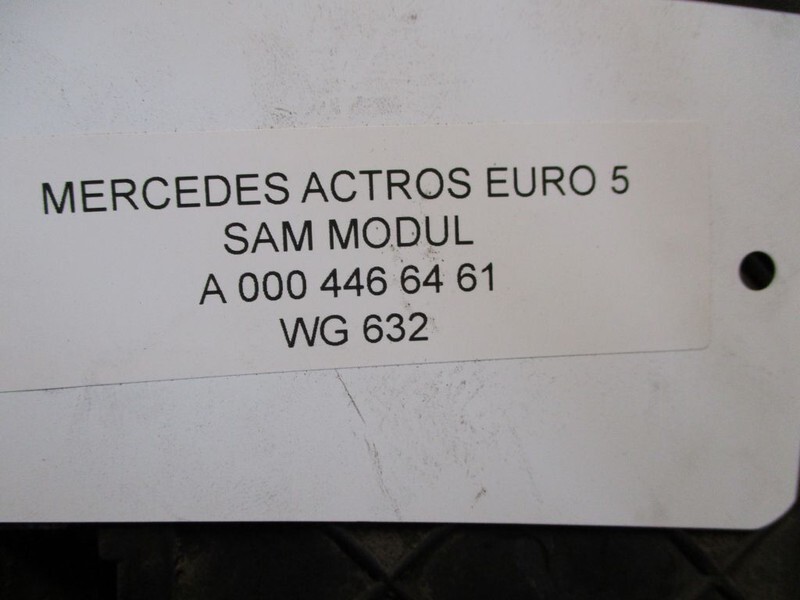 MERCEDES ACTROS EURO 5
SAM MODUL
A 000 446 64 61
WG 632